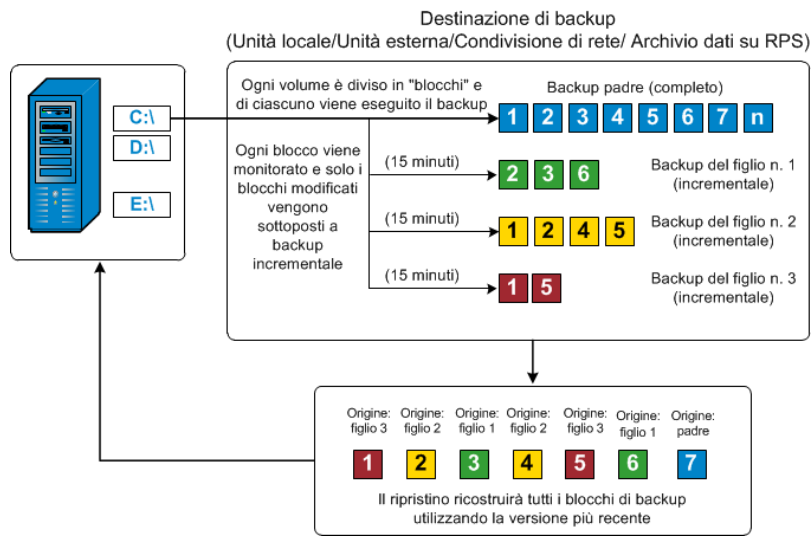 Destinazione di backup
(Unità locale/Unità esterna/Condivisione di rete/ Archivio dati su RPS)
C:\
D:\
E:\
Ogni volume è diviso in "blocchi" e
di ciascuno viene eseguito il backup
Backup padre (completo)
1 2 3 4 5 6 7 n
Ogni blocco viene
monitorato e solo i
blocchi modificati
vengono
sottoposti a
backup
incrementale
(15 minuti)
2 3 6
Backup del figlio n. 1
(incrementale)
(15 minuti)
1 2 4 5
Backup del figlio n. 2
(incrementale)
(15 minuti)
1 5
Backup del figlio n. 3
(incrementale)
Origine:
figlio 3
Origine:
figlio 2
Origine:
figlio 1
Origine:
figlio 2
Origine:
figlio 3
Origine:
figlio 1
Origine:
padre
1 2 3 4 5 6 7
Il ripristino ricostruirà tutti i blocchi di backup
utilizzando la versione più recente